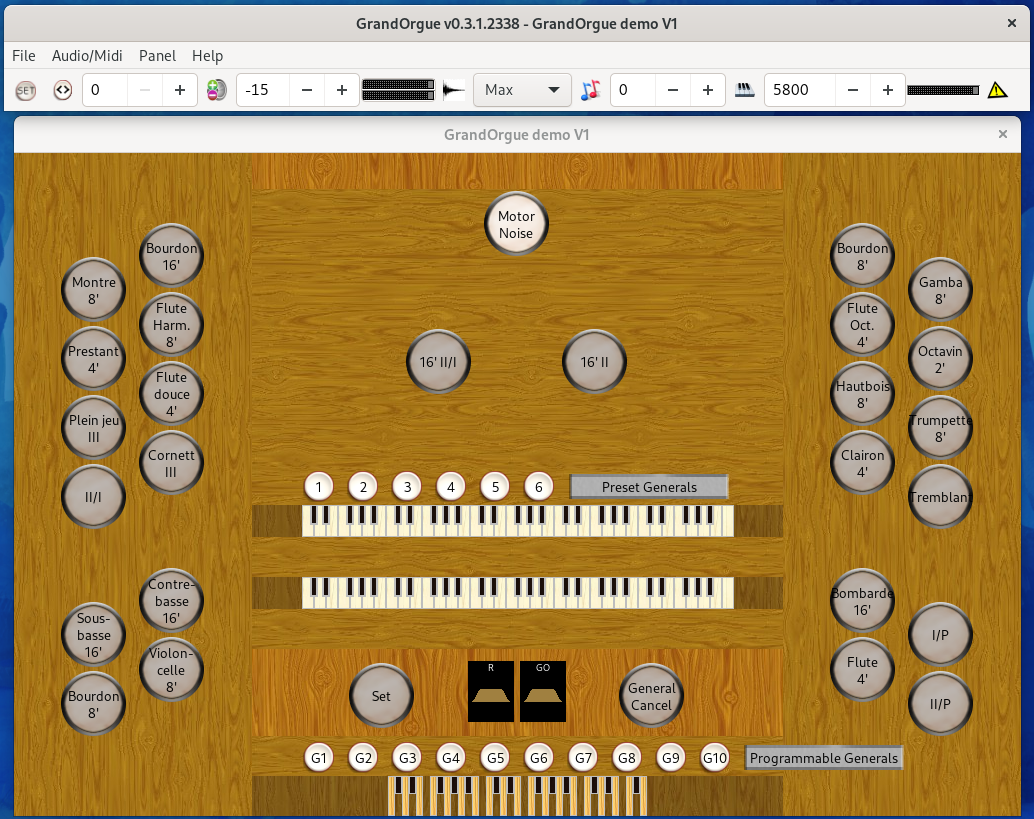 GrandOrgue v0.3.1.2338 - GrandOrgue demo V1
File Audio/Midi Panel Help
SET 0 -15 Max 0 5800
GrandOrgue demo V1
Motor
Noise
Bourdon
16'
Montre
8'
Flute
Harm.
8'
Prestant
4'
Flute
douce
4'
Plein jeu
III
Cornett
III
II/I
16' II/I
16' II
Bourdon
8'
Gamba
8'
Flute
Oct.
4'
Octavin
2'
Hautbois
8'
Trumpette
8'
Clairon
4'
Tremblant
1 2 3 4 5 6 Preset Generals
Contre-
basse
16'
Sous-
basse
16'
Violon-
celle
8'
Bourdon
8'
Set
R
GO
General
Cancel
Bombarde
16'
I/P
Flute
4'
II/P
G1 G2 G3 G4 G5 G6 G7 G8 G9 G10 Programmable Generals